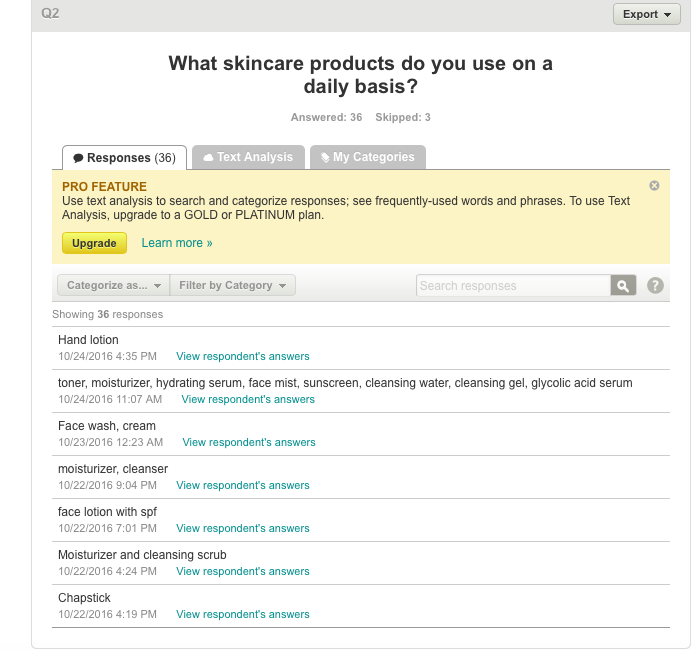 Q2
Export
What skincare products do you use on a
daily basis?
Answered: 36 Skipped: 3
Responses (36) Text Analysis My Categories
PRO FEATURE
Use text analysis to search and categorize responses; see frequently-used words and phrases. To use Text
Analysis, upgrade to a GOLD or PLATINUM plan.
Upgrade Learn more »
Categorize as... Filter by Category Search responses ?
Showing 36 responses
Hand lotion
10/24/2016 4:35 PM View respondent's answers
toner, moisturizer, hydrating serum, face mist, sunscreen, cleansing water, cleansing gel, glycolic acid serum
10/24/2016 11:07 AM View respondent's answers
Face wash, cream
10/23/2016 12:23 AM View respondent's answers
moisturizer, cleanser
10/22/2016 9:04 PM View respondent's answers
face lotion with spf
10/22/2016 7:01 PM View respondent's answers
Moisturizer and cleansing scrub
10/22/2016 4:24 PM View respondent's answers
Chapstick
10/22/2016 4:19 PM View respondent's answers